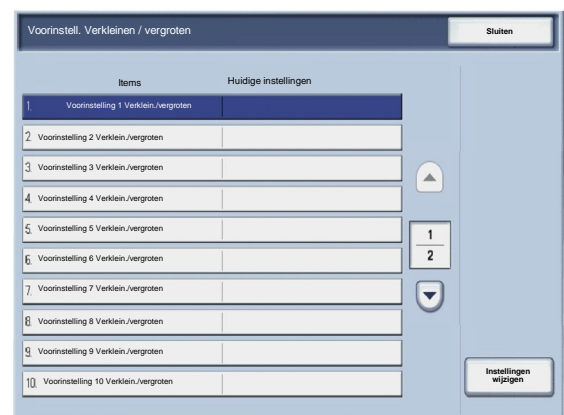 Voorinstell. Verkleinen / vergroten
Sluiten
Items Huidige instellingen
1. Voorinstelling 1 Verklein./vergroten
2. Voorinstelling 2 Verklein./vergroten
3. Voorinstelling 3 Verklein./vergroten
4. Voorinstelling 4 Verklein./vergroten
5. Voorinstelling 5 Verklein./vergroten
6. Voorinstelling 6 Verklein./vergroten
7. Voorinstelling 7 Verklein./vergroten
8. Voorinstelling 8 Verklein./vergroten
9. Voorinstelling 9 Verklein./vergroten
10. Voorinstelling 10 Verklein./vergroten
1
2
Instellingen
wijzigen